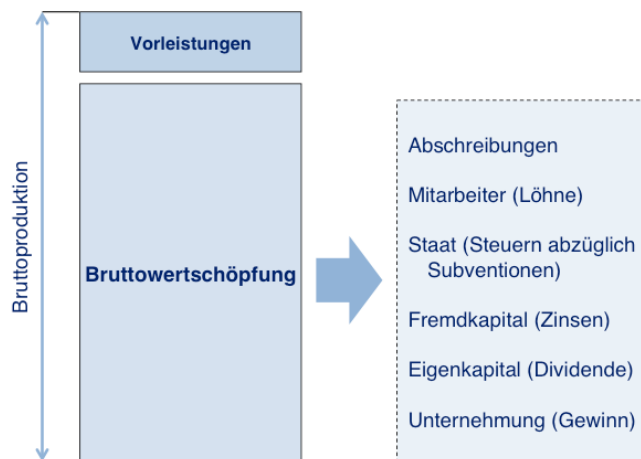 Vorleistungen
Bruttoproduktion
Bruttowertschöpfung
Abschreibungen
Mitarbeiter (Löhne)
Staat (Steuern abzüglich
Subventionen)
Fremdkapital (Zinsen)
Eigenkapital (Dividende)
Unternehmung (Gewinn)